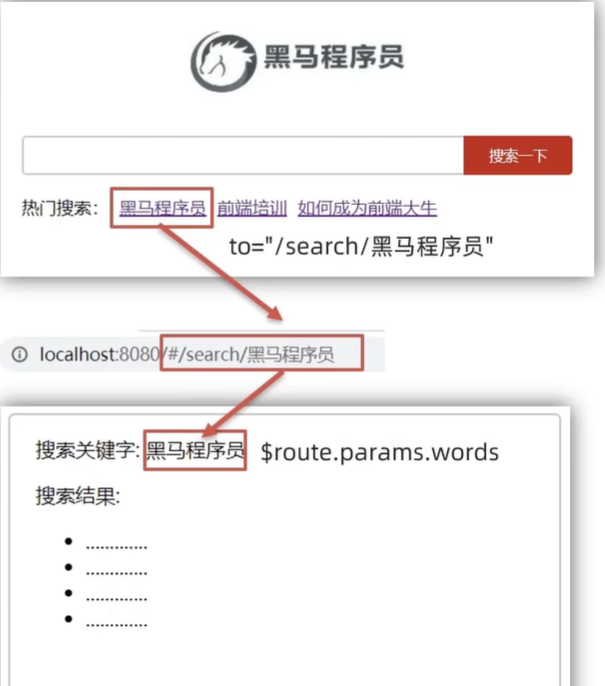 黑马程序员
搜索一下
热门搜索: 黑马程序员 前端培训 如何成为前端大牛
to="/search/黑马程序员"
localhost:8080/#/search/黑马程序员
搜索关键字: 黑马程序员 $route.params.words
搜索结果:
.............
.............
.............
.............